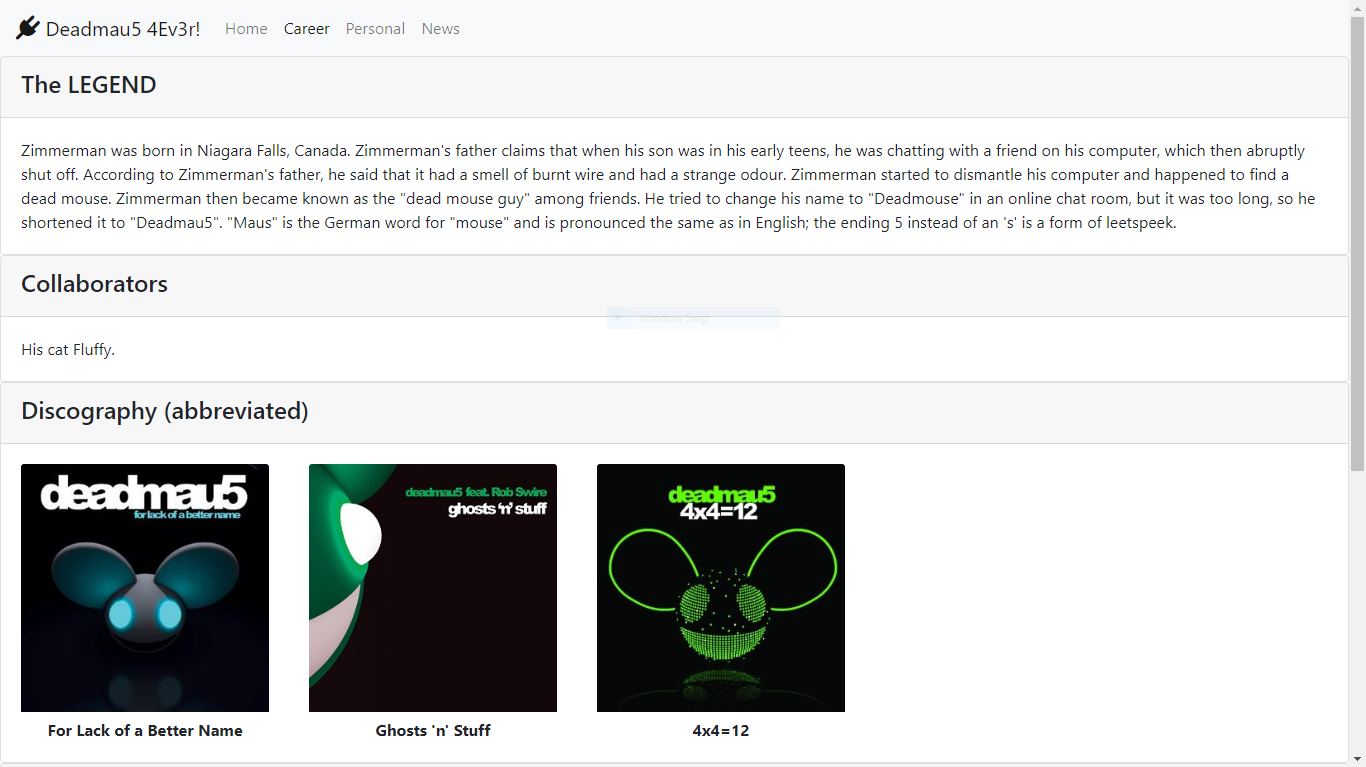 Deadmau5 4Ev3r! Home Career Personal News
The LEGEND
Zimmerman was born in Niagara Falls, Canada. Zimmerman's father claims that when his son was in his early teens, he was chatting with a friend on his computer, which then abruptly
shut off. According to Zimmerman's father, he said that it had a smell of burnt wire and had a strange odour. Zimmerman started to dismantle his computer and happened to find a
dead mouse. Zimmerman then became known as the "dead mouse guy" among friends. He tried to change his name to "Deadmouse" in an online chat room, but it was too long, so he
shortened it to "Deadmau5". "Maus" is the German word for "mouse" and is pronounced the same as in English; the ending 5 instead of an 's' is a form of leetspeek.
Collaborators
Window Snip
His cat Fluffy.
Discography (abbreviated)
deadmau5
for lack of a better name
deadmau5 feat. Rob Swire
ghosts 'n' stuff
deadmau5
4x4=12
For Lack of a Better Name
Ghosts 'n' Stuff
4x4=12